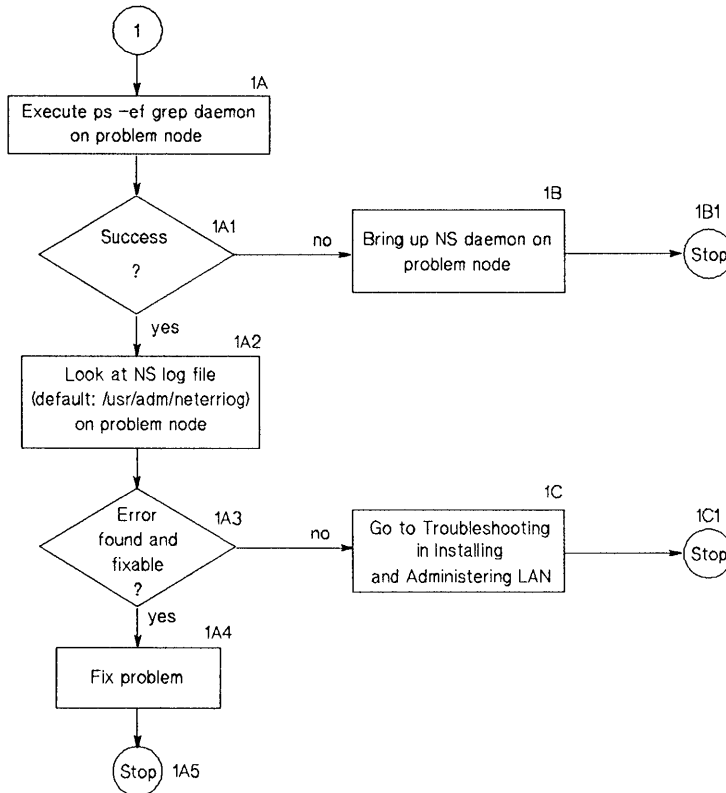 1
1A
Execute ps -ef grep daemon
on problem node
1A1
Success
?
no
1B
Bring up NS daemon on
problem node
1B1
Stop
yes
1A2
Look at NS log file
(default: /usr/adm/neterriog)
on problem node
1A3
Error
found and
fixable
?
no
1C
Go to Troubleshooting
in Installing
and Administering LAN
1C1
Stop
yes
1A4
Fix problem
Stop
1A5